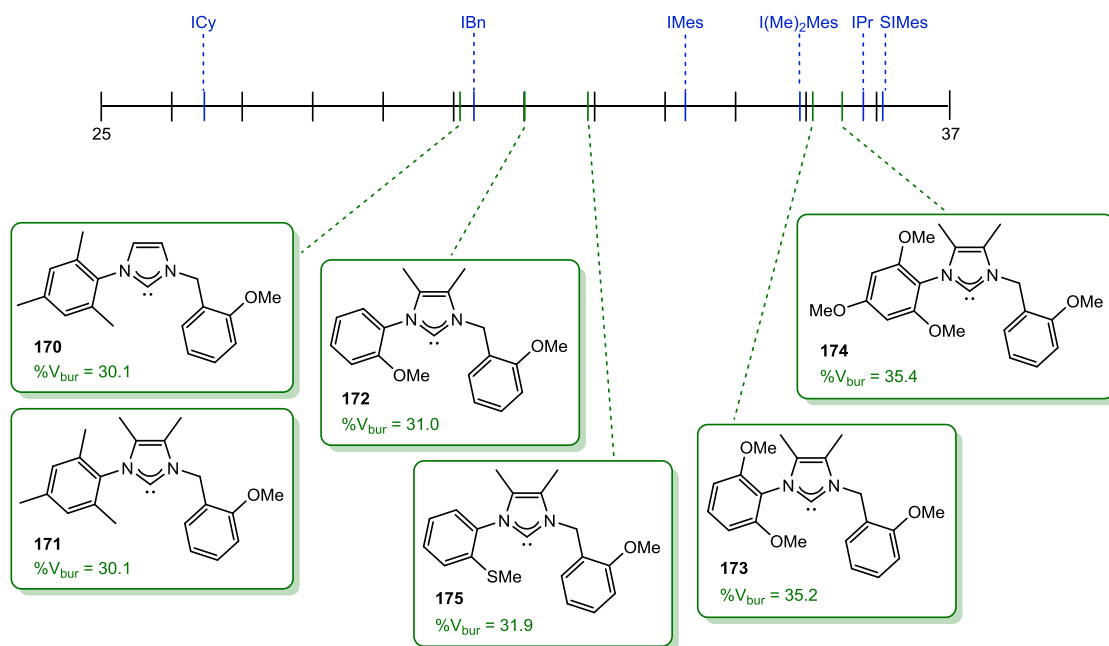 ICy IBn IMes I(Me)2Mes IPr SIMes
25 37
N N
OMe
170
%Vbur = 30.1
N N
OMe
171
%Vbur = 30.1
N N
OMe
OMe
172
%Vbur = 31.0
N N
OMe
SMe
175
%Vbur = 31.9
OMe
N N
OMe
MeO
OMe
174
%Vbur = 35.4
OMe
N N
OMe
OMe
173
%Vbur = 35.2